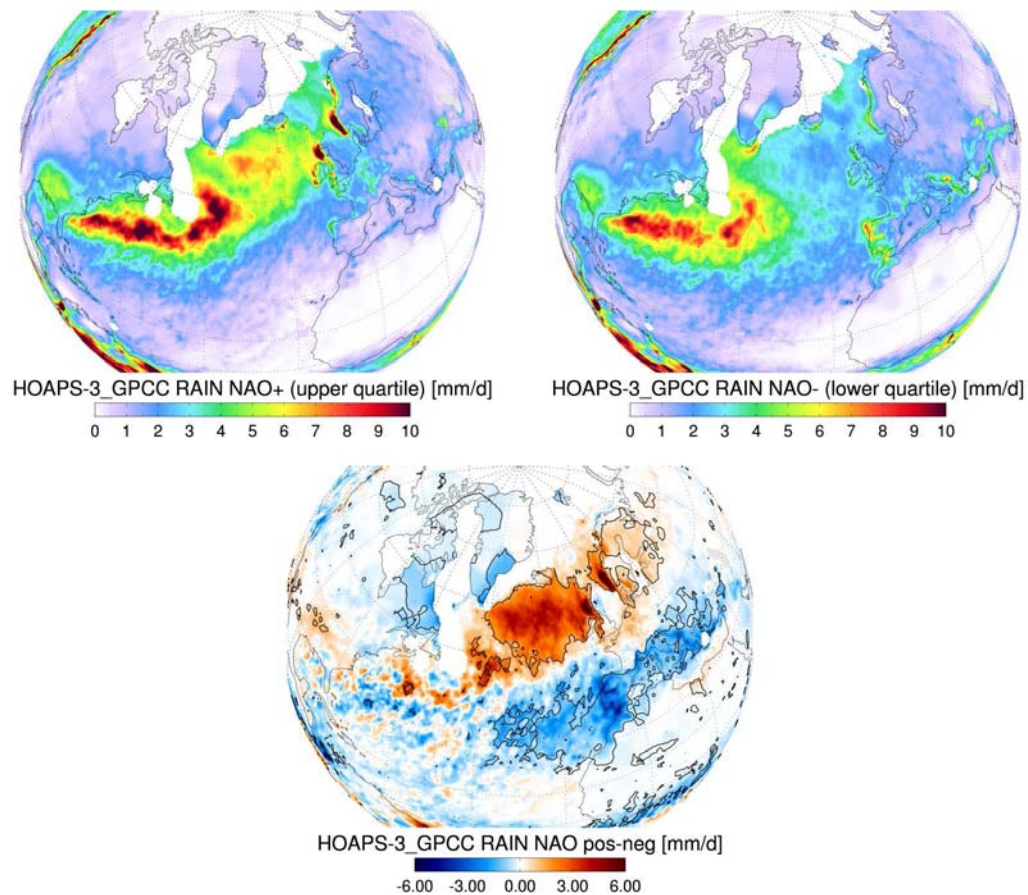 HOAPS-3_GPCC RAIN NAO+ (upper quartile) [mm/d]
0 1 2 3 4 5 6 7 8 9 10
HOAPS-3_GPCC RAIN NAO- (lower quartile) [mm/d]
0 1 2 3 4 5 6 7 8 9 10
HOAPS-3_GPCC RAIN NAO pos-neg [mm/d]
-6.00 -3.00 0.00 3.00 6.00